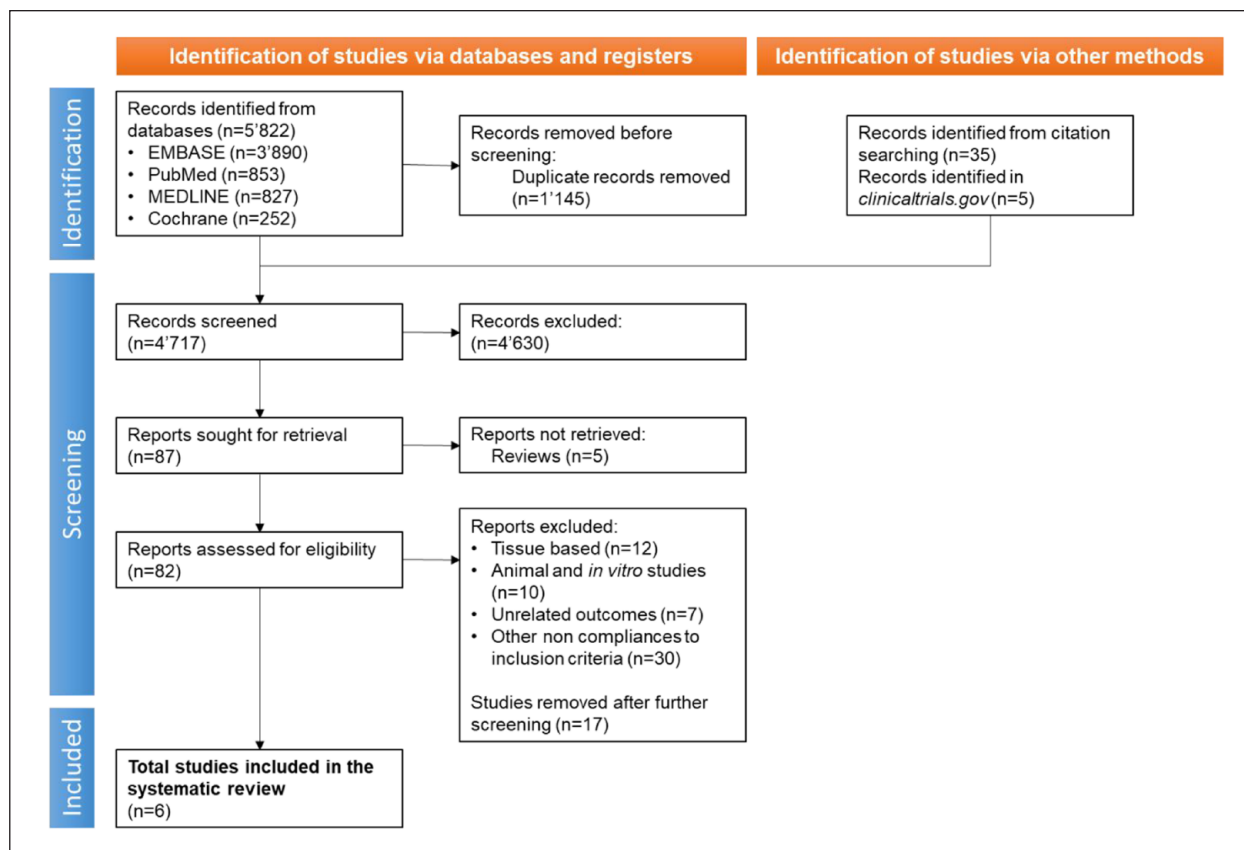 Identification of studies via databases and registers
Identification of studies via other methods
Identification
Records identified from
databases (n=5’822)
• EMBASE (n=3’890)
• PubMed (n=853)
• MEDLINE (n=827)
• Cochrane (n=252)
Records removed before
screening:
Duplicate records removed
(n=1’145)
Records identified from citation
searching (n=35)
Records identified in
clinicaltrials.gov (n=5)
Screening
Records screened
(n=4’717)
Records excluded:
(n=4’630)
Reports sought for retrieval
(n=87)
Reports not retrieved:
Reviews (n=5)
Reports assessed for eligibility
(n=82)
Reports excluded:
• Tissue based (n=12)
• Animal and in vitro studies
(n=10)
• Unrelated outcomes (n=7)
• Other non compliances to
inclusion criteria (n=30)
Studies removed after further
screening (n=17)
Included
Total studies included in the
systematic review
(n=6)